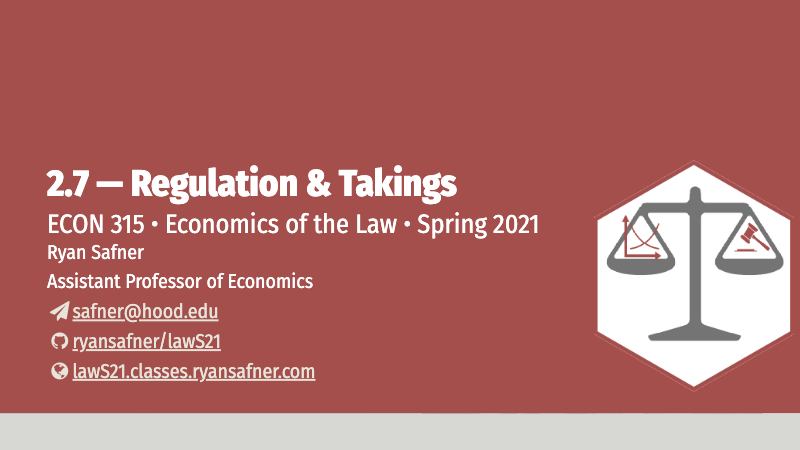 2.7 — Regulation & Takings
ECON 315 • Economics of the Law • Spring 2021
Ryan Safner
Assistant Professor of Economics
safner@hood.edu
ryansafner/lawS21
lawS21.classes.ryansafner.com